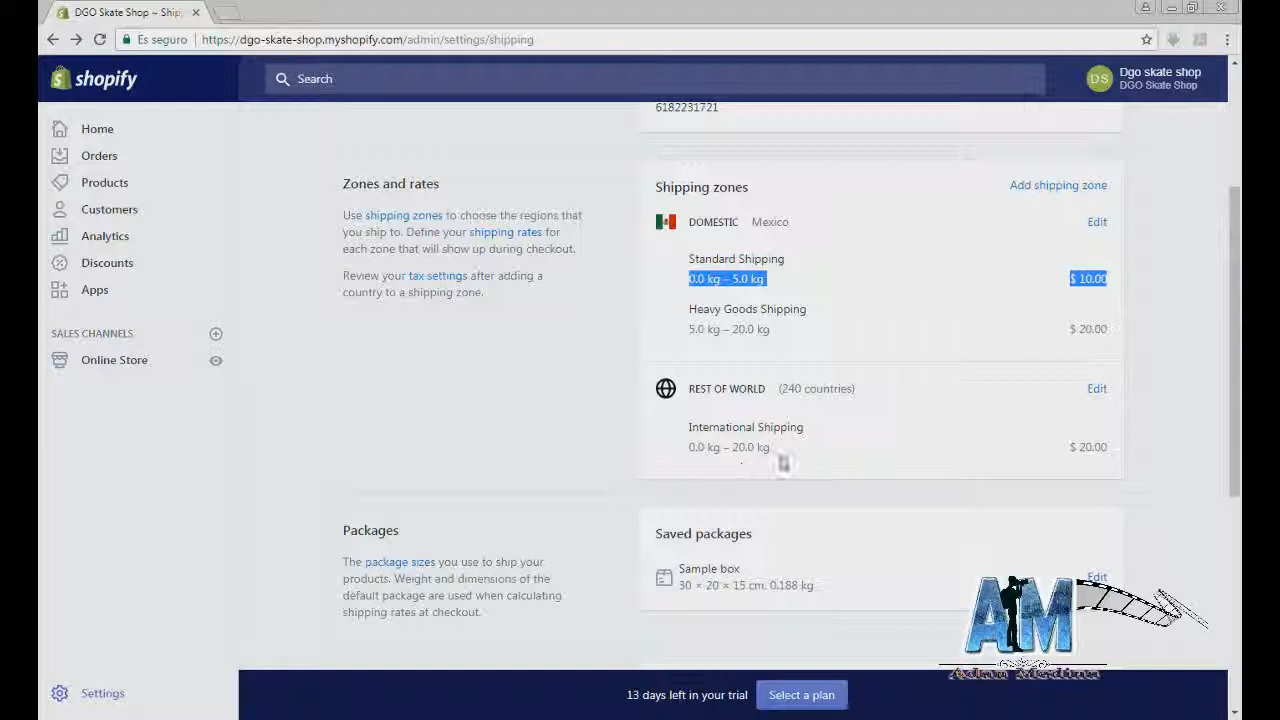 DGO Skate Shop ~ Ship
Es seguro
https://dgo-skate-shop.myshopify.com/admin/settings/shipping
shopify
Search
DS
Dgo skate shop
DGO Skate Shop
Home
Orders
Products
Customers
Analytics
Discounts
Apps
SALES CHANNELS
Online Store
Settings
6182231721
Zones and rates
Use shipping zones to choose the regions that
you ship to. Define your shipping rates for
each zone that will show up during checkout.
Review your tax settings after adding a
country to a shipping zone.
Shipping zones
Add shipping zone
DOMESTIC Mexico
Edit
Standard Shipping
0.0 kg – 5.0 kg
$ 10.00
Heavy Goods Shipping
5.0 kg – 20.0 kg
$ 20.00
REST OF WORLD (240 countries)
Edit
International Shipping
0.0 kg – 20.0 kg
$ 20.00
Packages
The package sizes you use to ship your
products. Weight and dimensions of the
default package are used when calculating
shipping rates at checkout.
Saved packages
Sample box
30 × 20 × 15 cm, 0.188 kg
Edit
AM
Adan Medina
13 days left in your trial
Select a plan